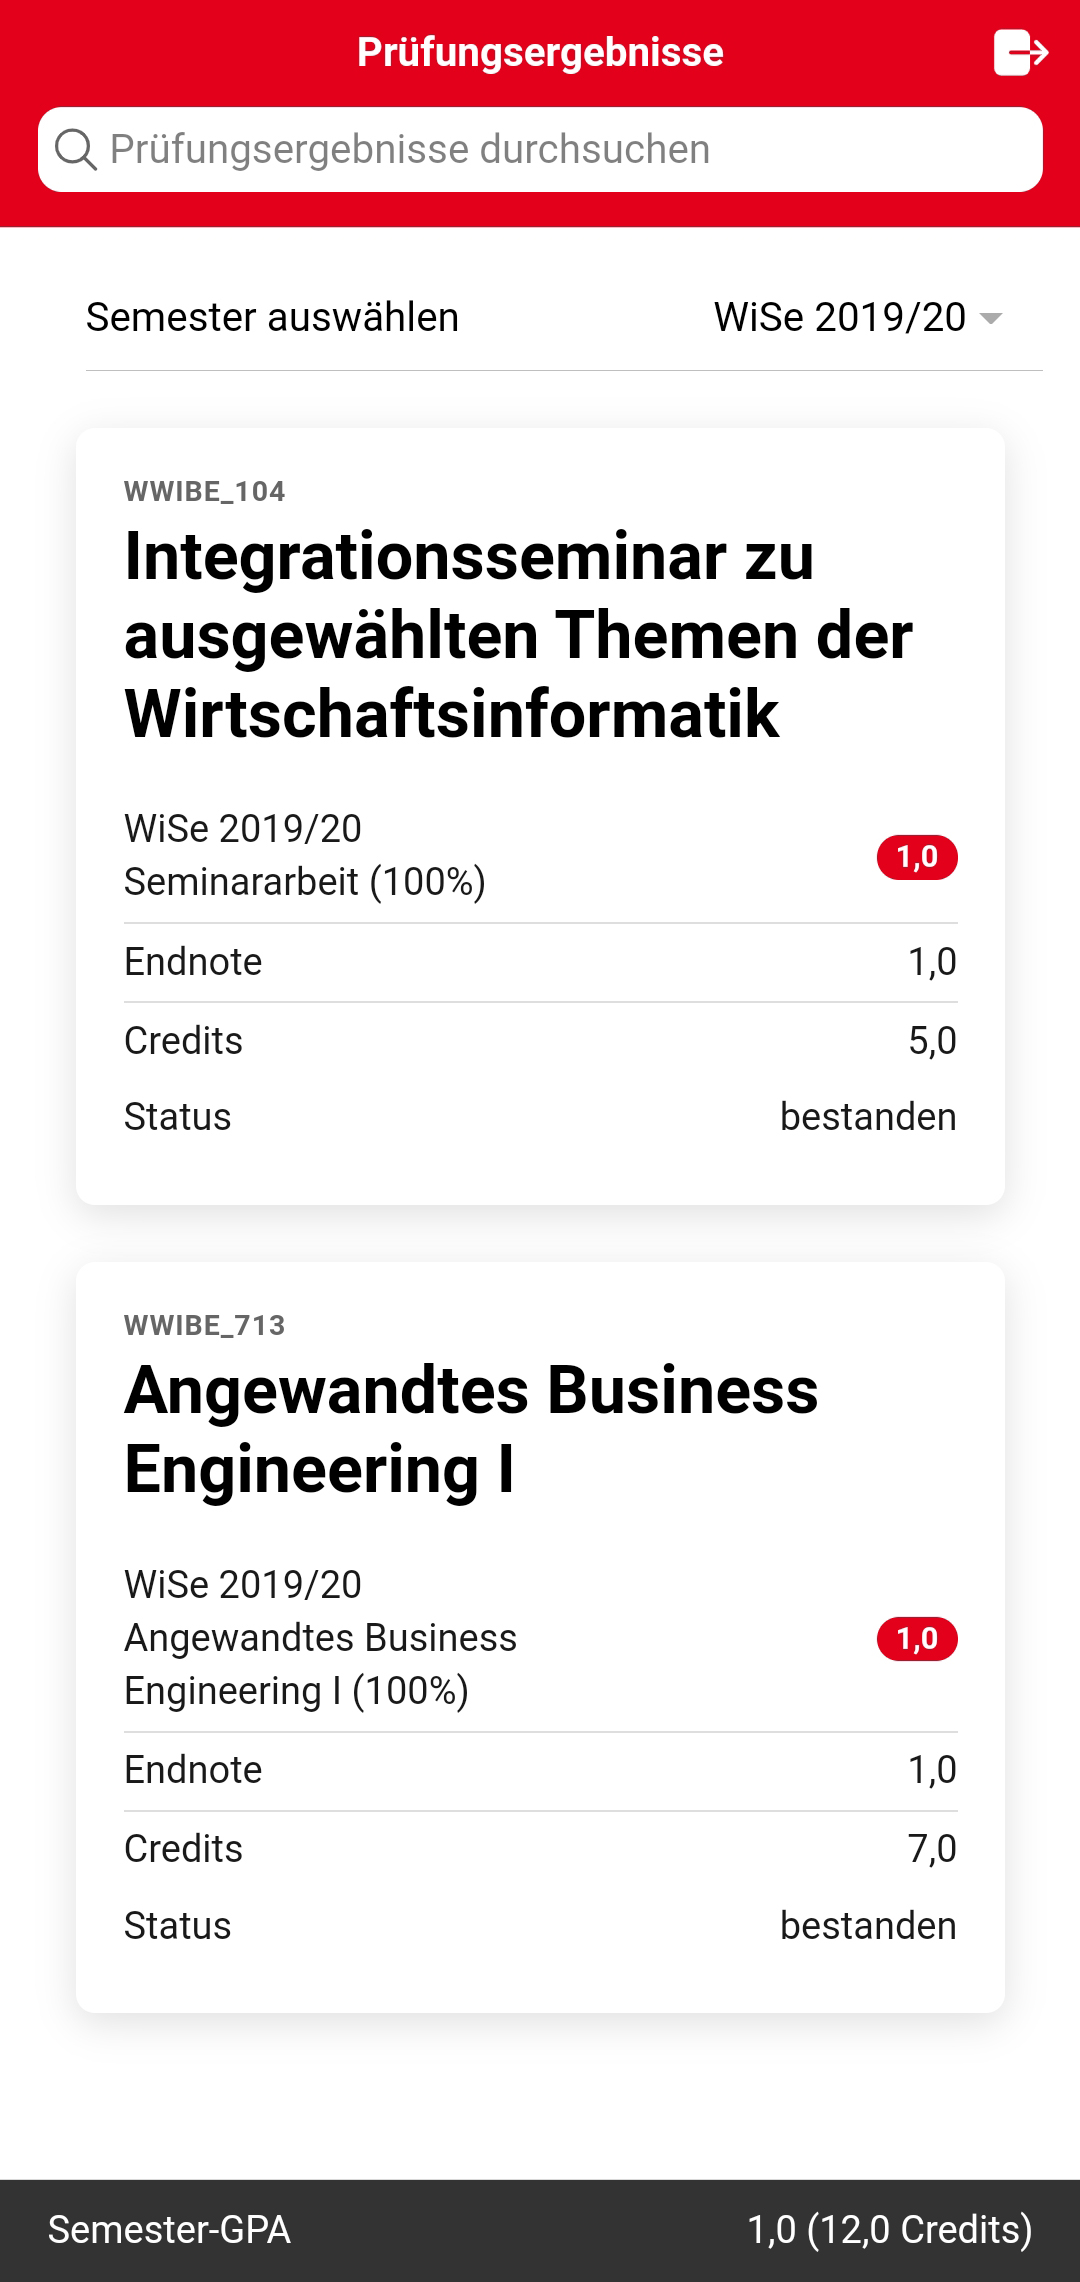 Prüfungsergebnisse
Prüfungsergebnisse durchsuchen
Semester auswählen WiSe 2019/20
WWIBE_104
Integrationsseminar zu
ausgewählten Themen der
Wirtschaftsinformatik
WiSe 2019/20
Seminararbeit (100%) 1,0
Endnote 1,0
Credits 5,0
Status bestanden
WWIBE_713
Angewandtes Business
Engineering I
WiSe 2019/20
Angewandtes Business 1,0
Engineering I (100%)
Endnote 1,0
Credits 7,0
Status bestanden
Semester-GPA 1,0 (12,0 Credits)